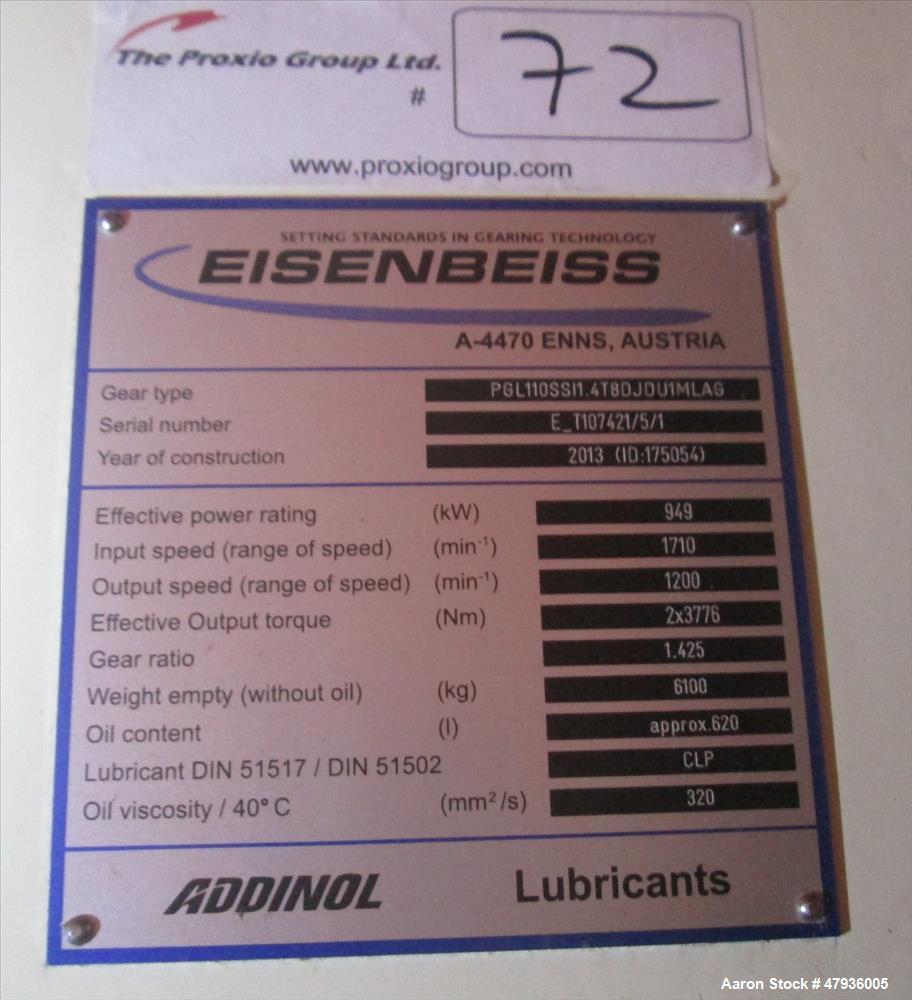 The Proxio Group Ltd.
# 72
www.proxiogroup.com
SETTING STANDARDS IN GEARING TECHNOLOGY
EISENBEISS
A-4470 ENNS, AUSTRIA
Gear type PGL110SSI1.4T8DJDU1MLAG
Serial number E_T107421/5/1
Year of construction 2013 (ID:175054)
Effective power rating (kW) 949
Input speed (range of speed) (min⁻¹) 1710
Output speed (range of speed) (min⁻¹) 1200
Effective Output torque (Nm) 2x3776
Gear ratio 1.425
Weight empty (without oil) (kg) 6100
Oil content (l) approx.620
Lubricant DIN 51517 / DIN 51502 CLP
Oil viscosity / 40° C (mm²/s) 320
ADDINOL Lubricants
Aaron Stock # 47936005